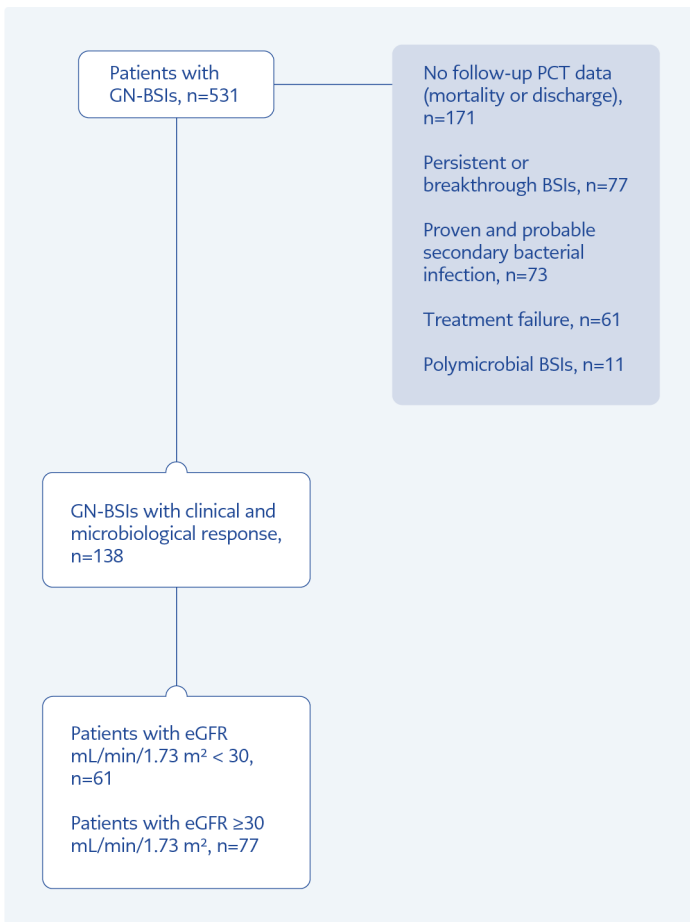 Patients with
GN-BSIs, n=531
No follow-up PCT data
(mortality or discharge),
n=171
Persistent or
breakthrough BSIs, n=77
Proven and probable
secondary bacterial
infection, n=73
Treatment failure, n=61
Polymicrobial BSIs, n=11
GN-BSIs with clinical and
microbiological response,
n=138
Patients with eGFR
mL/min/1.73 m² < 30,
n=61
Patients with eGFR ≥30
mL/min/1.73 m², n=77